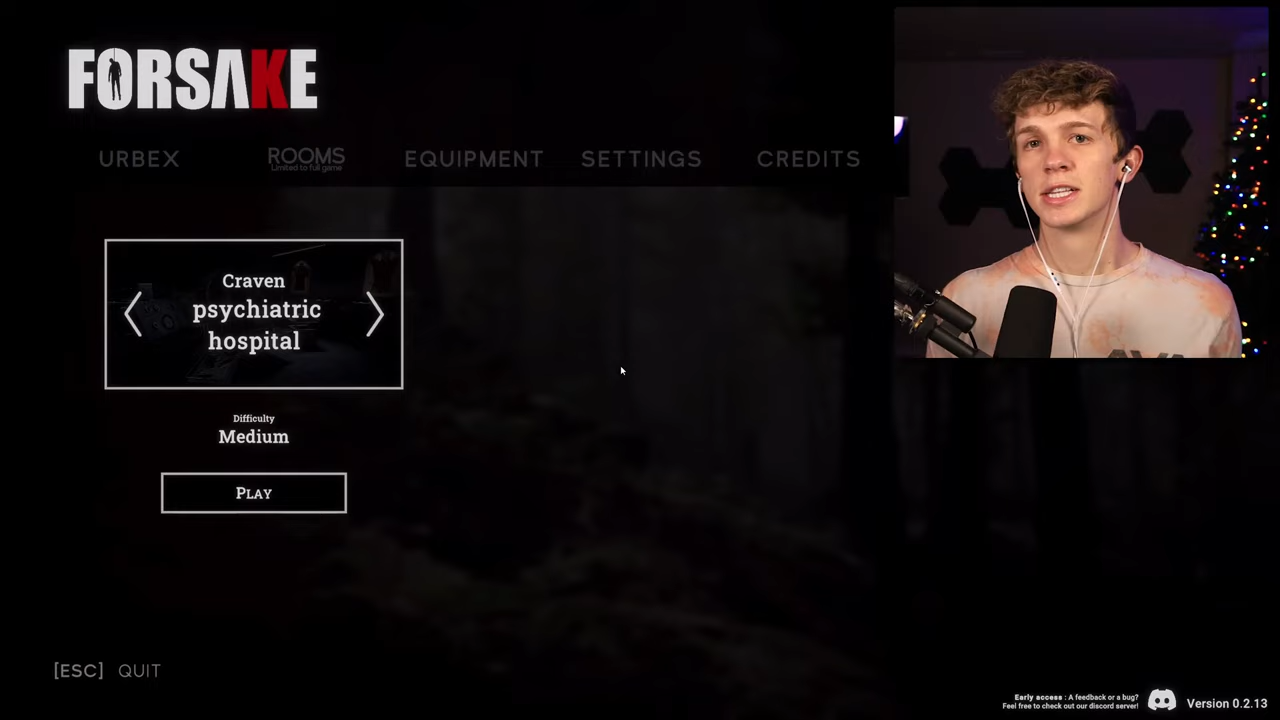 FORSAKE
URBEX
ROOMS
Limited to full game
EQUIPMENT
SETTINGS
CREDITS
Craven
psychiatric
hospital
Difficulty
Medium
PLAY
[ESC] QUIT
Early access : A feedback or a bug?
Feel free to check out our discord server!
Version 0.2.13